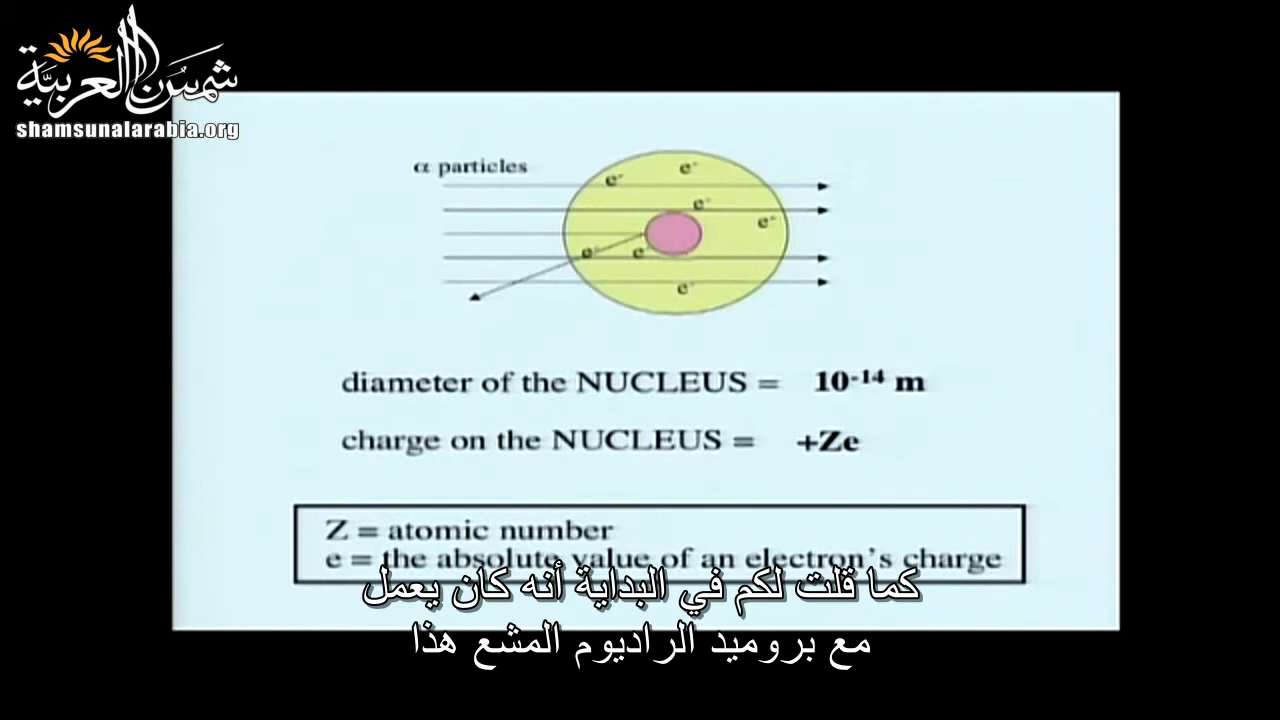 شمس العربية
shamsunalarabia.org
α particles
e⁻
e⁻
e⁻
e⁻
e⁻
e⁻
e⁻
diameter of the NUCLEUS = 10⁻¹⁴ m
charge on the NUCLEUS = +Ze
Z = atomic number
e = the absolute value of an electron's charge
كما قلت لكم في البداية أنه كان يعمل
مع بروميد الراديوم المشع هذا